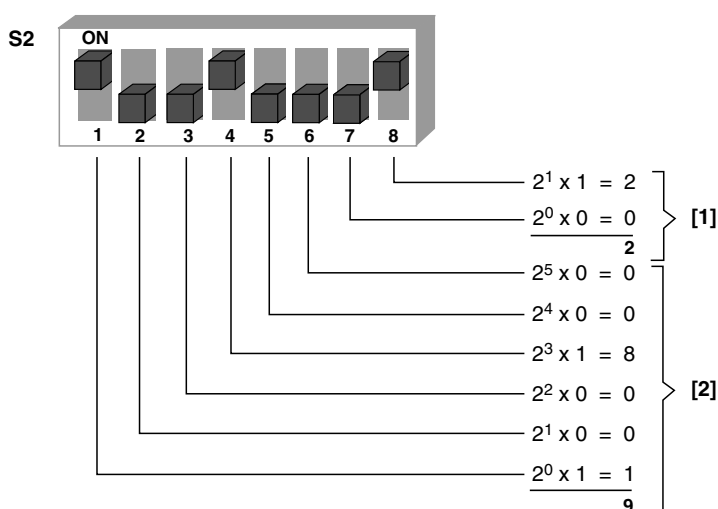 S2
ON
1 2 3 4 5 6 7 8
2¹ x 1 = 2
[1]
2⁰ x 0 = 0
2
2⁵ x 0 = 0
2⁴ x 0 = 0
2³ x 1 = 8
[2]
2² x 0 = 0
2¹ x 0 = 0
2⁰ x 1 = 1
9